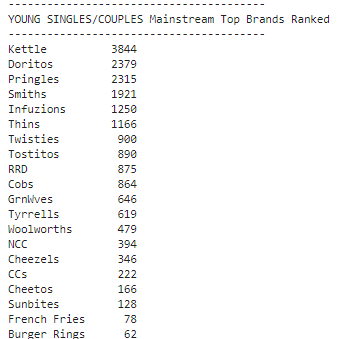 ----------------------------------------
YOUNG SINGLES/COUPLES Mainstream Top Brands Ranked
----------------------------------------
Kettle 3844
Doritos 2379
Pringles 2315
Smiths 1921
Infuzions 1250
Thins 1166
Twisties 900
Tostitos 890
RRD 875
Cobs 864
GrnWves 646
Tyrrells 619
Woolworths 479
NCC 394
Cheezels 346
CCs 222
Cheetos 166
Sunbites 128
French Fries 78
Burger Rings 62